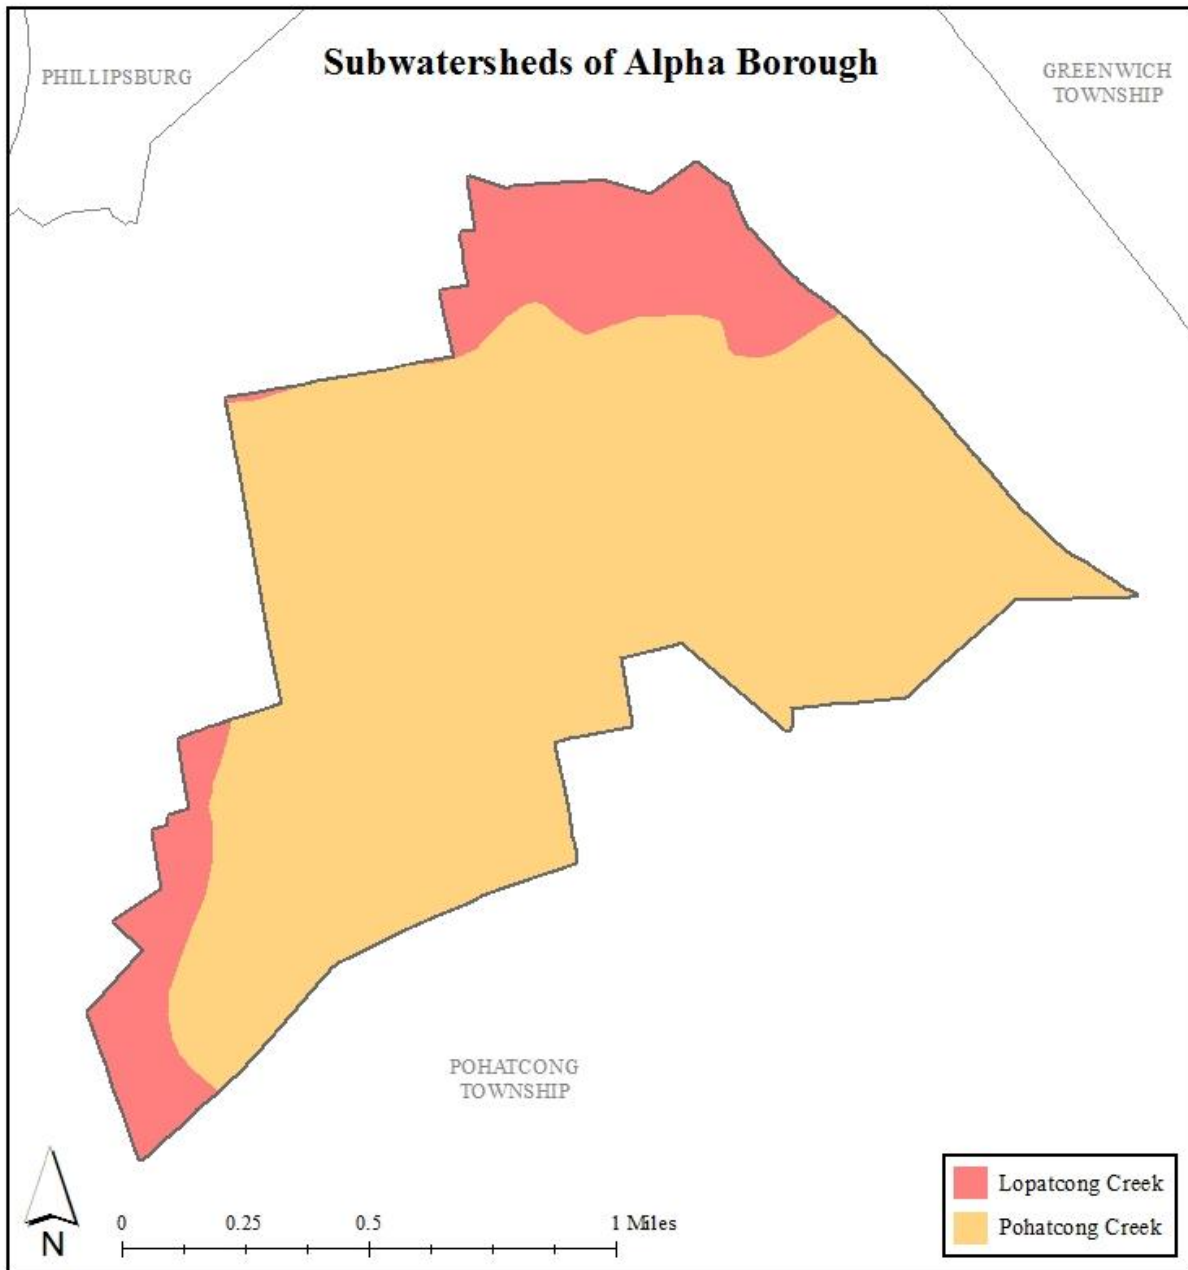 Subwatersheds of Alpha Borough
PHILLIPSBURG
GREENWICH
TOWNSHIP
POHATCONG
TOWNSHIP
Lopatcong Creek
Pohatcong Creek
N
0 0.25 0.5 1 Miles